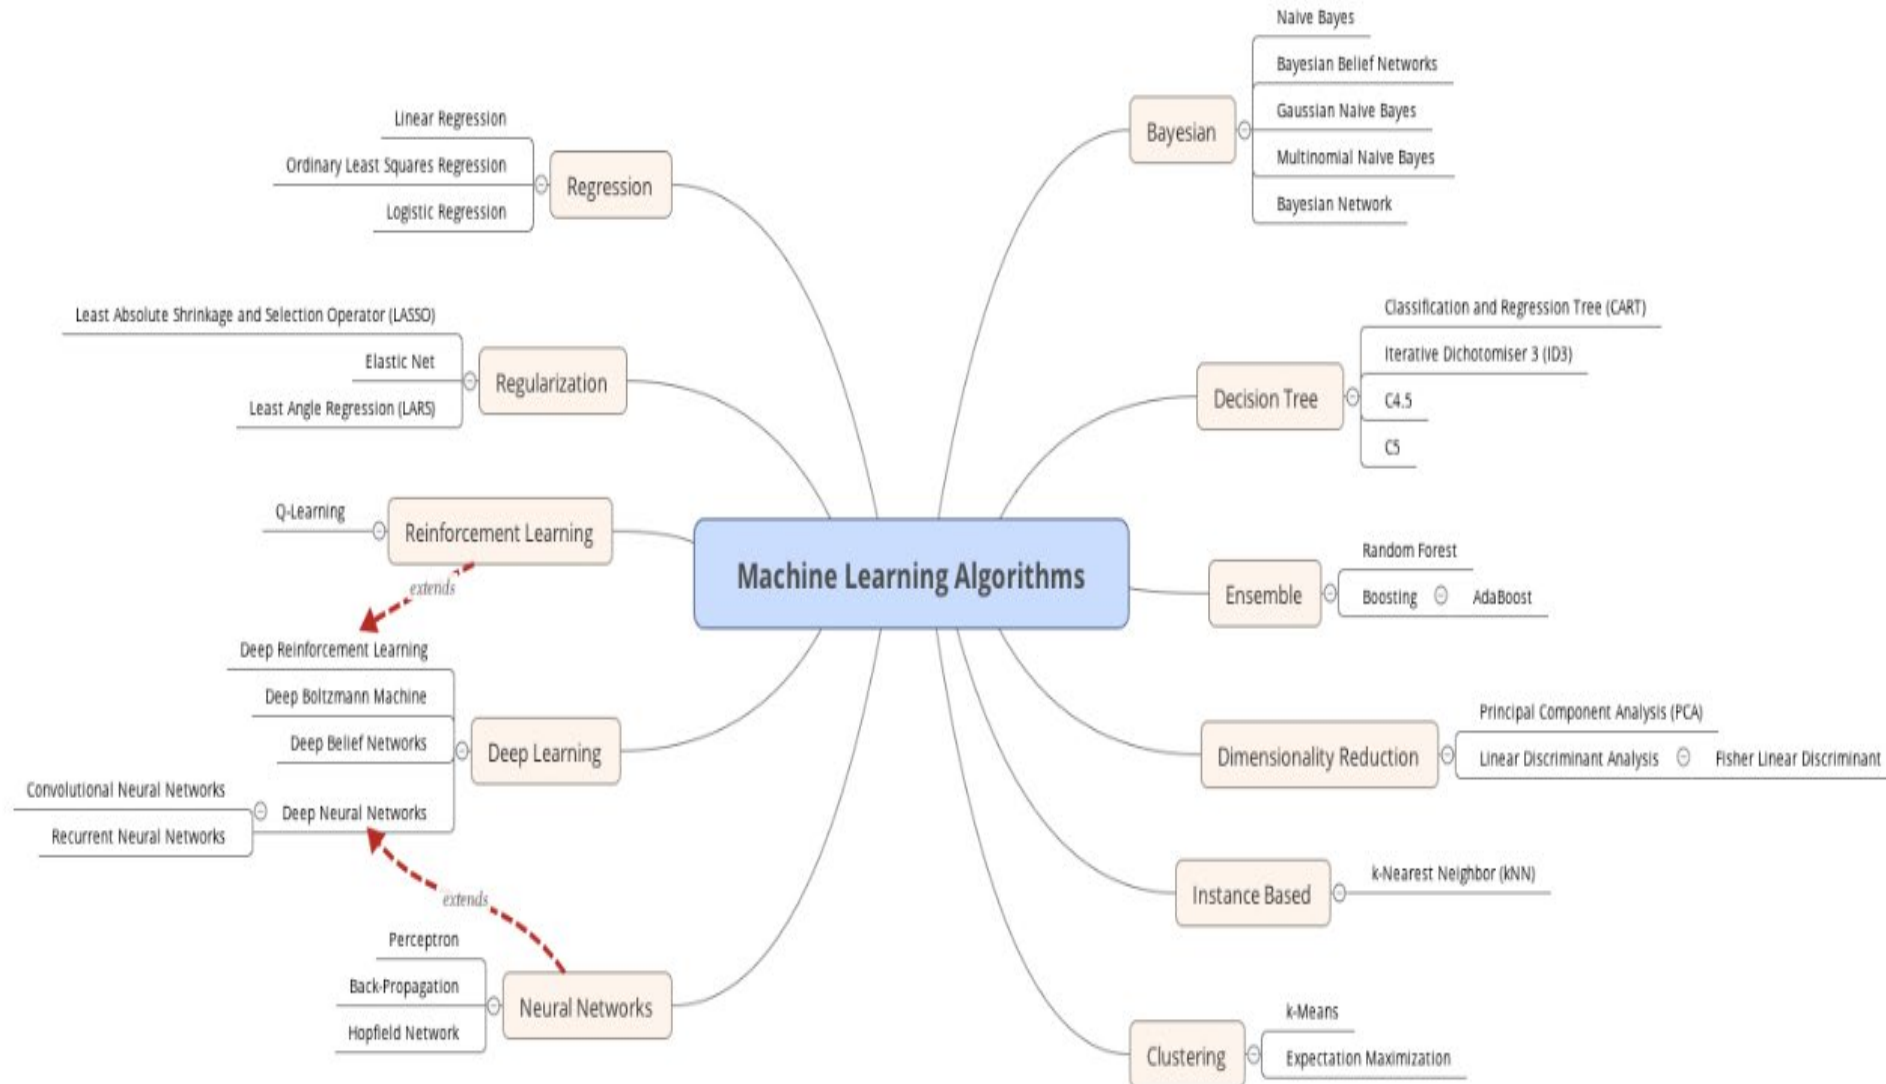 Machine Learning Algorithms
Regression
Linear Regression
Ordinary Least Squares Regression
Logistic Regression
Regularization
Least Absolute Shrinkage and Selection Operator (LASSO)
Elastic Net
Least Angle Regression (LARS)
Reinforcement Learning
Q-Learning
extends
Deep Learning
Deep Reinforcement Learning
Deep Boltzmann Machine
Deep Belief Networks
Deep Neural Networks
Convolutional Neural Networks
Recurrent Neural Networks
extends
Neural Networks
Perceptron
Back-Propagation
Hopfield Network
Bayesian
Naive Bayes
Bayesian Belief Networks
Gaussian Naive Bayes
Multinomial Naive Bayes
Bayesian Network
Decision Tree
Classification and Regression Tree (CART)
Iterative Dichotomiser 3 (ID3)
C4.5
C5
Ensemble
Random Forest
Boosting
AdaBoost
Dimensionality Reduction
Principal Component Analysis (PCA)
Linear Discriminant Analysis
Fisher Linear Discriminant
Instance Based
k-Nearest Neighbor (kNN)
Clustering
k-Means
Expectation Maximization